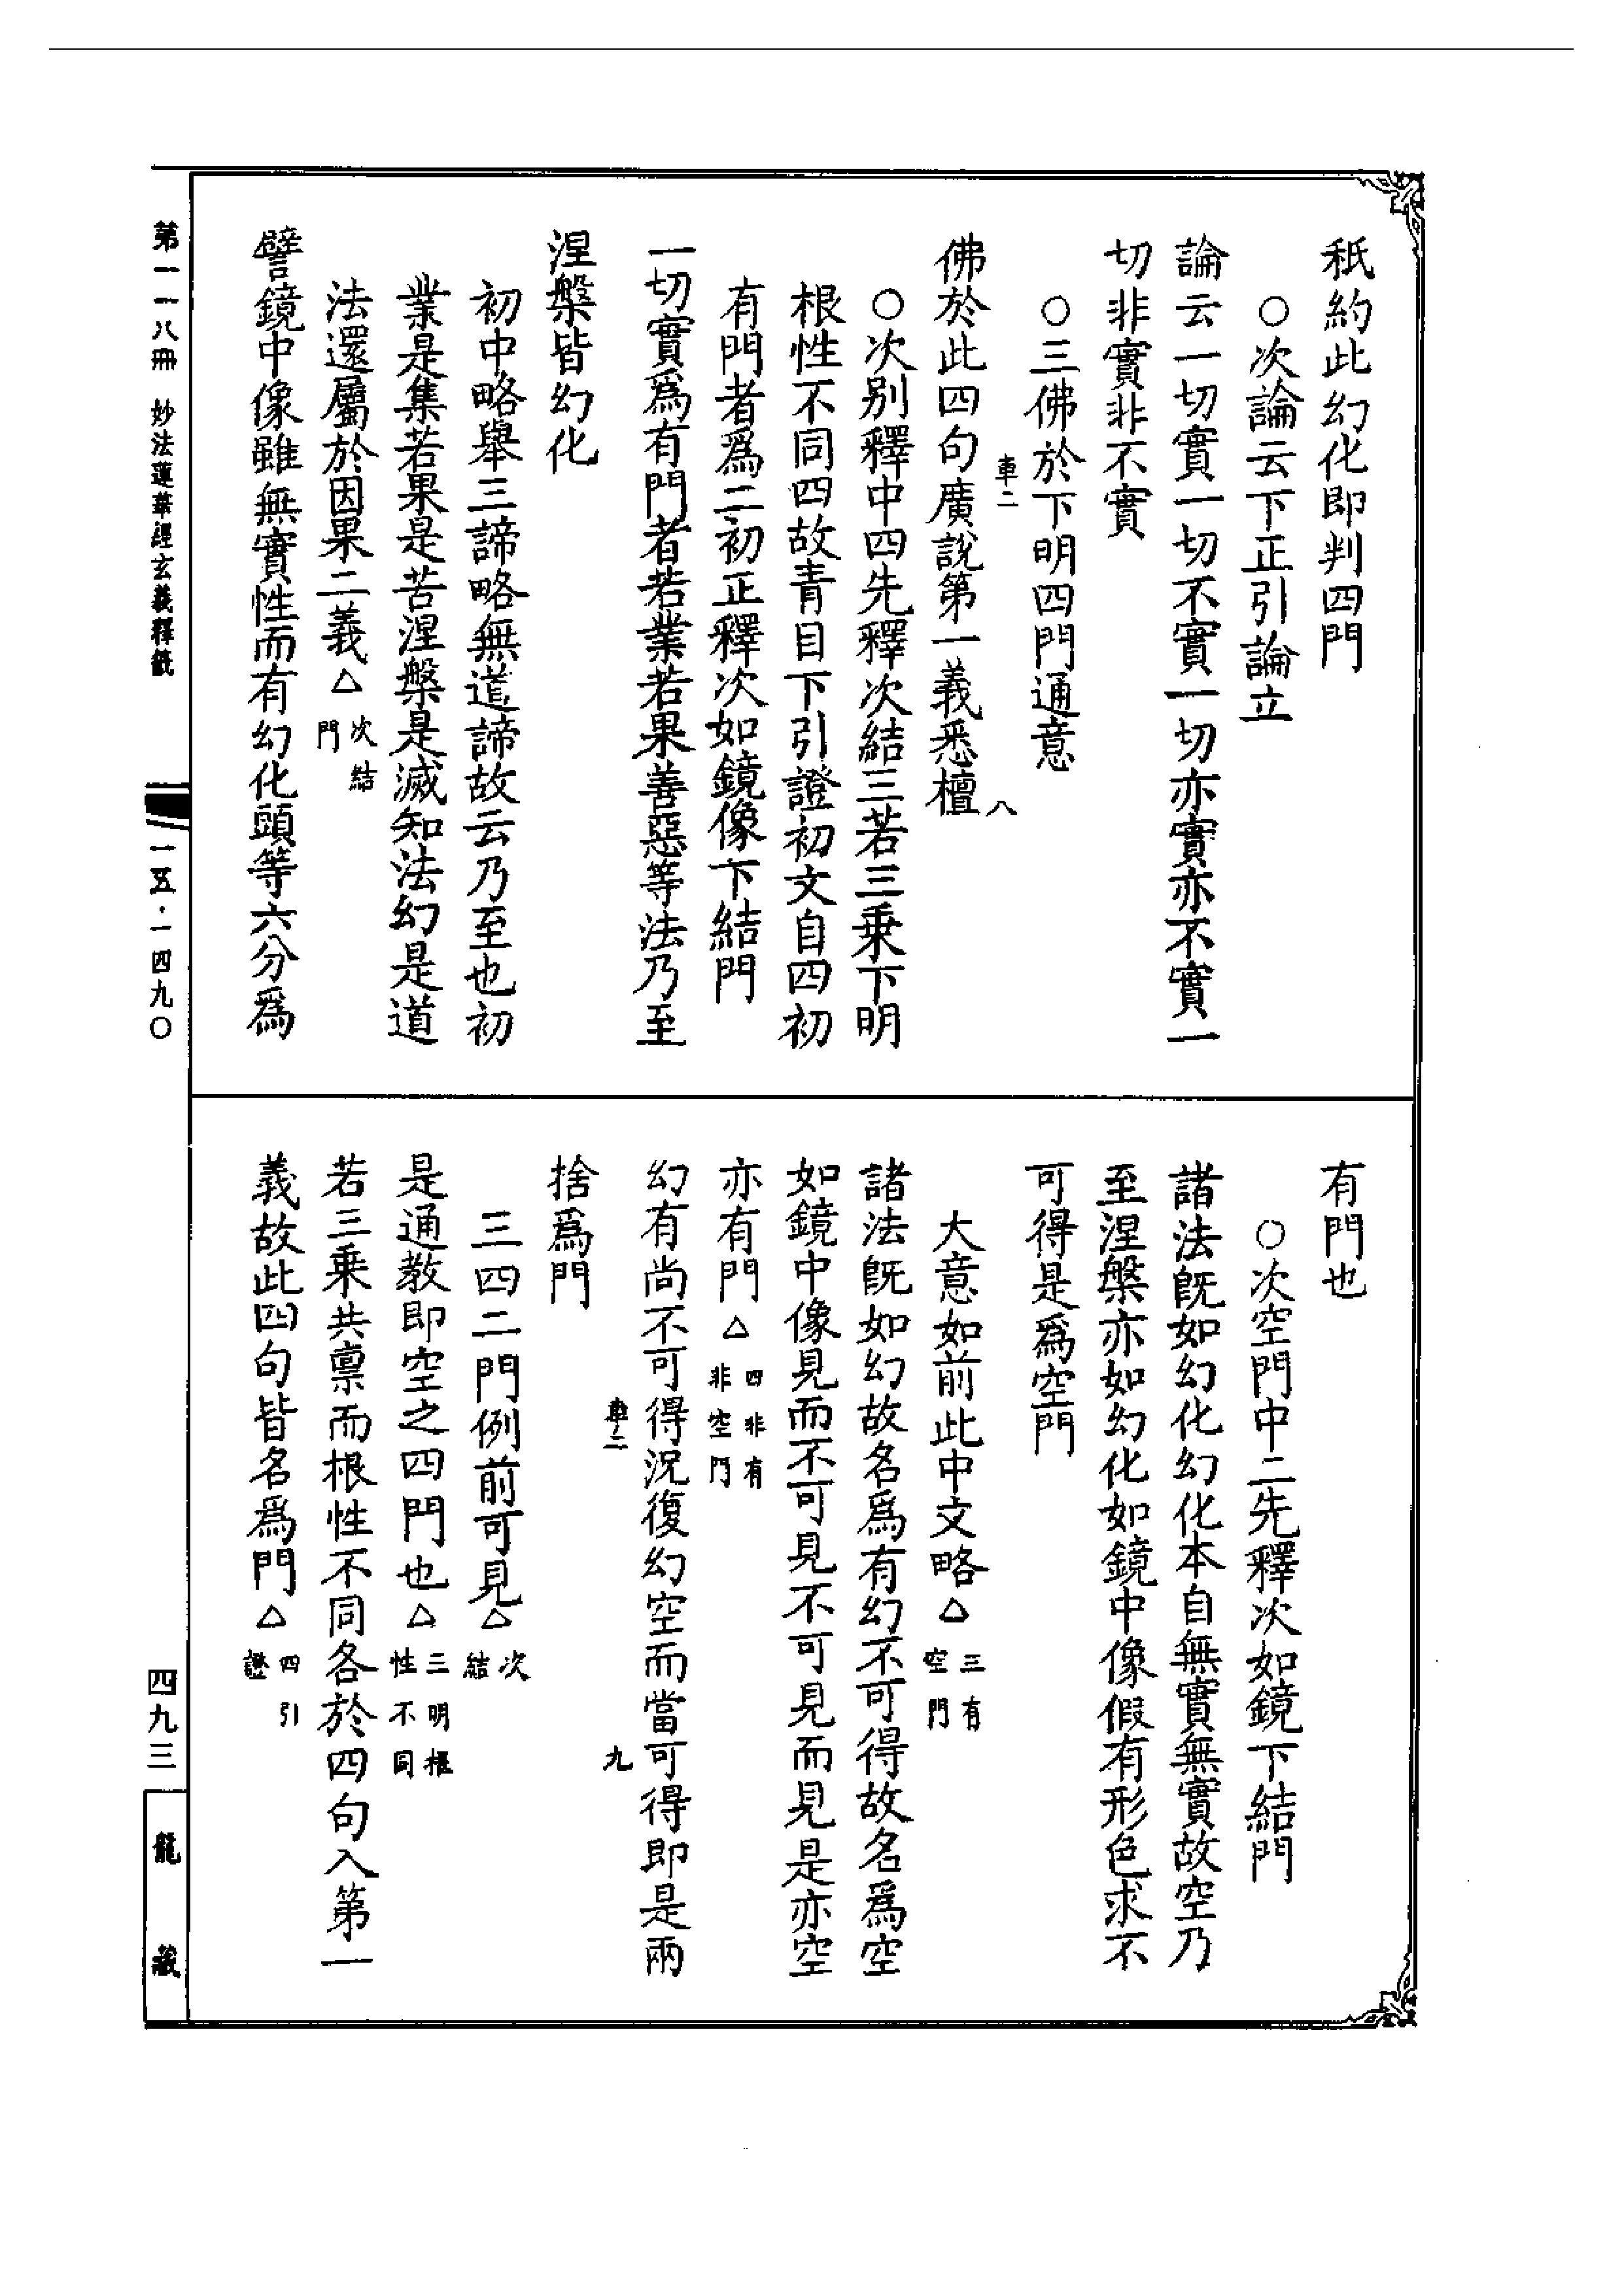 秖約此幻化即判四門
○次論云下正引論立
論云一切實一切不實一切亦實亦不實一
切非實非不實
○三佛於下明四門通意
車二
八
佛於此四句廣說第一義悉檀
○次別釋中四先釋次結三若三乗下明
根性不同四故青目下引證初文自四初
有門者爲二初正釋次如鏡像下結門
一切實爲有門者若業若果善惡等法乃至
涅槃皆幻化
初中略舉三諦略無道諦故云乃至也初
業是集若果是苦涅槃是滅知法幻是道
法還屬於因果二義△次結門
譬鏡中像雖無實性而有幻化頭等六分爲
有門也
○次空門中二先釋次如鏡下結門
諸法旣如幻化幻化本自無實無實故空乃
至涅槃亦如幻化如鏡中像假有形色求不
可得是爲空門
大意如前此中文略△三有空門
諸法旣如幻故名爲有幻不可得故名爲空
如鏡中像見而不可見不可見而見是亦空
亦有門△四非有非空門
幻有尚不可得況復幻空而當可得即是兩
車二
九
捨爲門
三四二門例前可見△次結
是通教即空之四門也△三明根性不同
若三乗共稟而根性不同各於四句入第一
義故此四句皆名爲門△四引證
第一一八冊 妙法蓮華經玄義釋籤
一五·一四九〇
四九三
龍藏